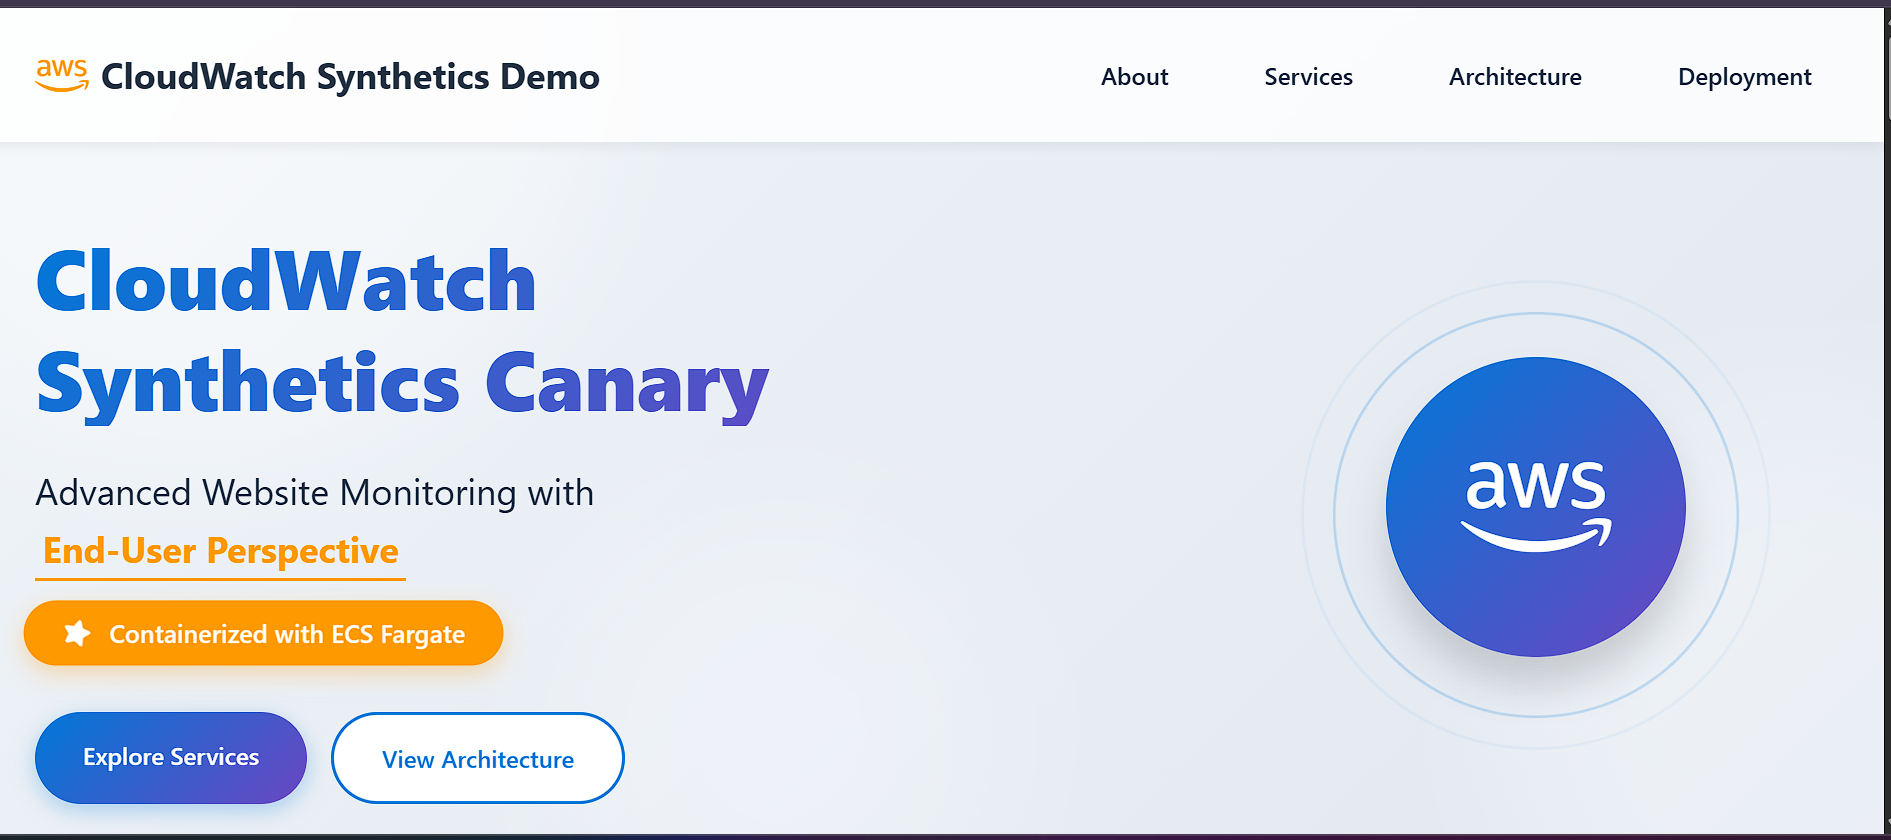 aws CloudWatch Synthetics Demo
About Services Architecture Deployment
CloudWatch
Synthetics Canary
Advanced Website Monitoring with
End-User Perspective
Containerized with ECS Fargate
Explore Services
View Architecture
aws